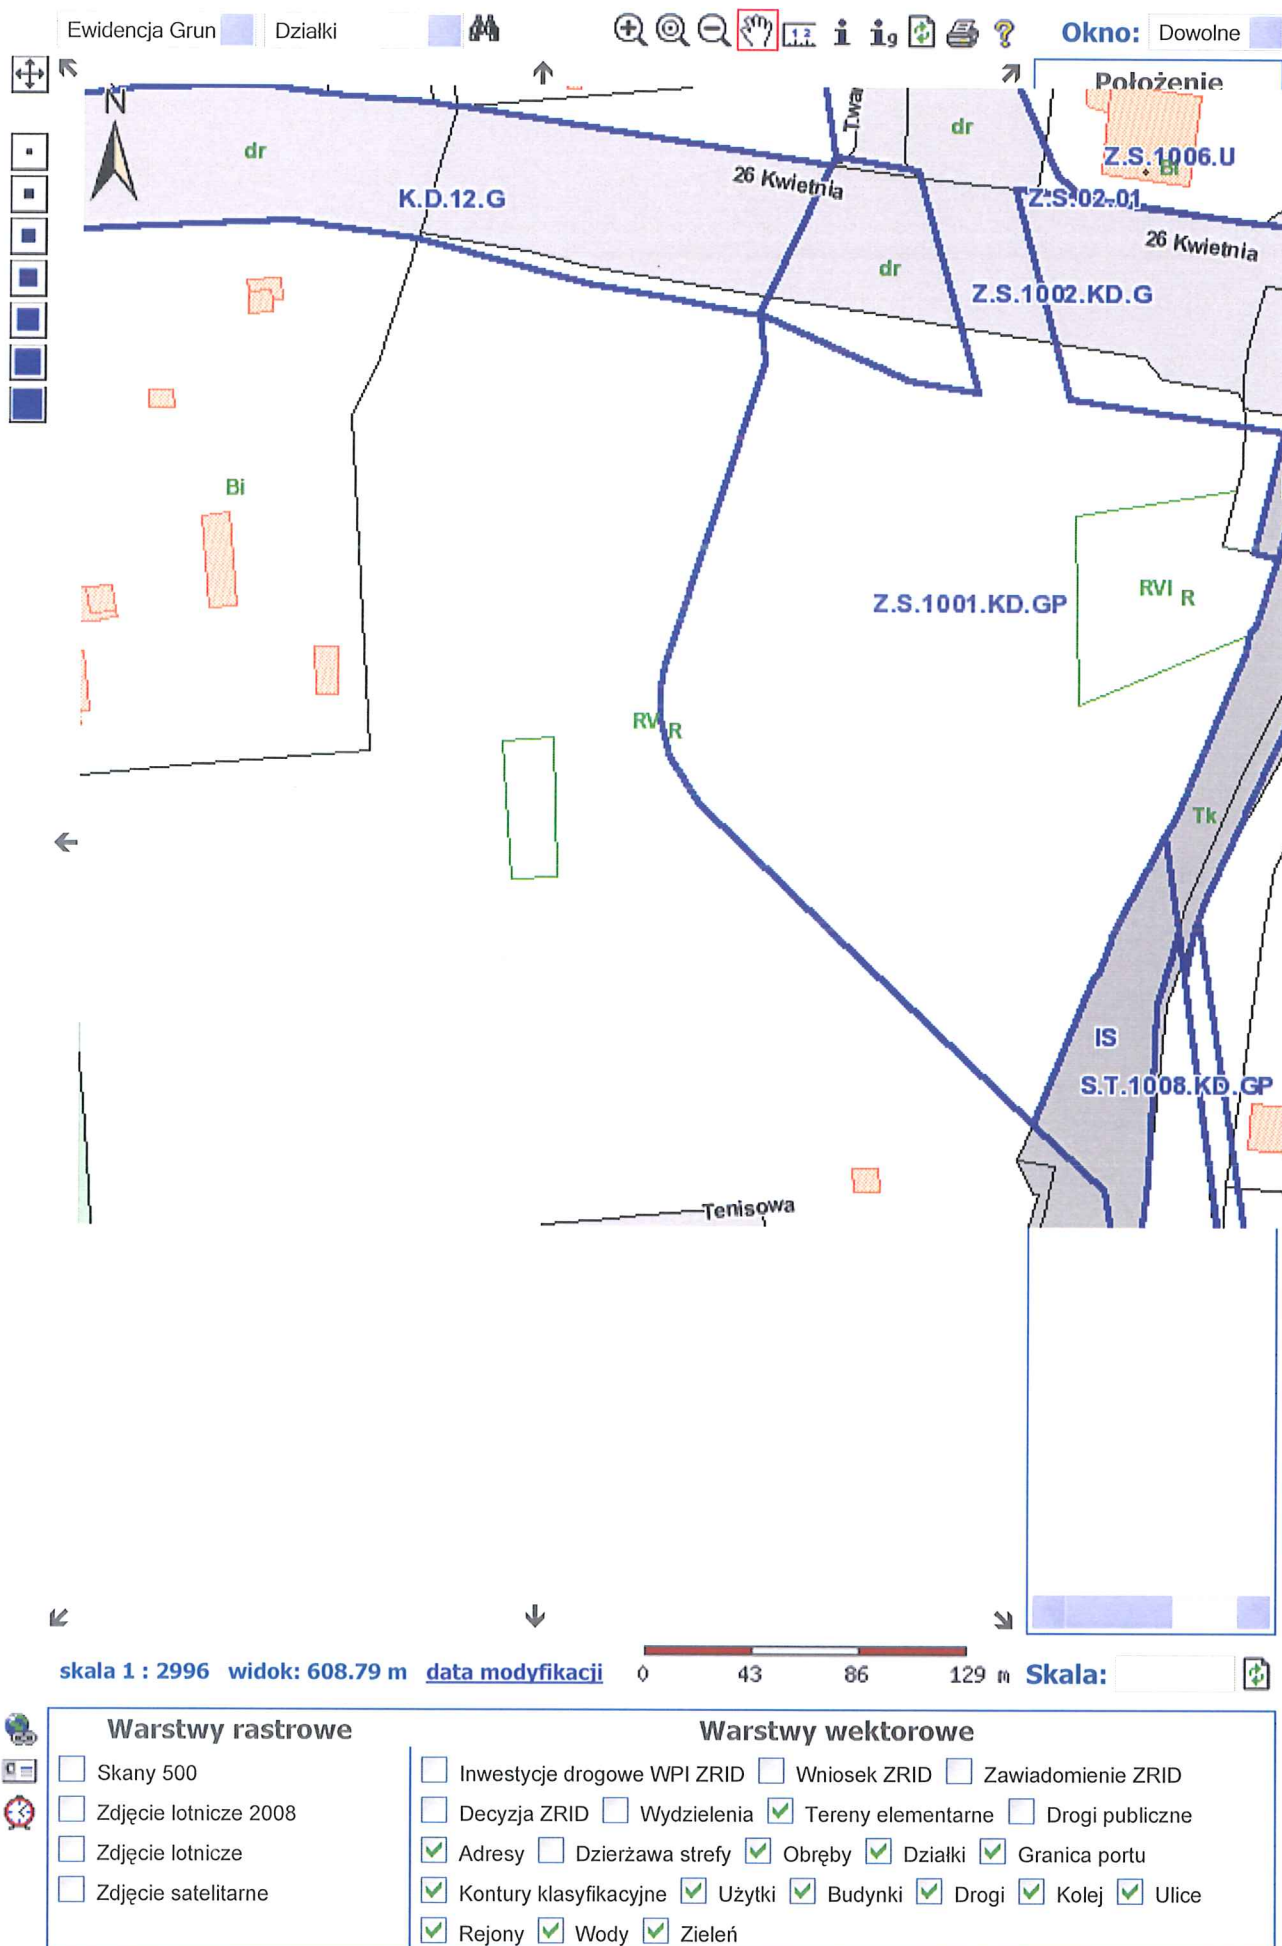 Ewidencja Grun Działki Okno: Dowolne
Położenie
N
dr
K.D.12.G
26 Kwietnia
dr
Z.S.1006.U
Bi
Z.S.02.01
26 Kwietnia
dr
Z.S.1002.KD.G
Bi
RVI R
Z.S.1001.KD.GP
RV R
Tk
IS
S.T.1008.KD.GP
Tenisowa
skala 1 : 2996 widok: 608.79 m data modyfikacji 0 43 86 129 m Skala:
Warstwy rastrowe
Skany 500
Zdjęcie lotnicze 2008
Zdjęcie lotnicze
Zdjęcie satelitarne
Warstwy wektorowe
Inwestycje drogowe WPI ZRID Wniosek ZRID Zawiadomienie ZRID
Decyzja ZRID Wydzielenia Tereny elementarne Drogi publiczne
Adresy Dzierżawa strefy Obręby Działki Granica portu
Kontury klasyfikacyjne Użytki Budynki Drogi Kolej Ulice
Rejony Wody Zieleń